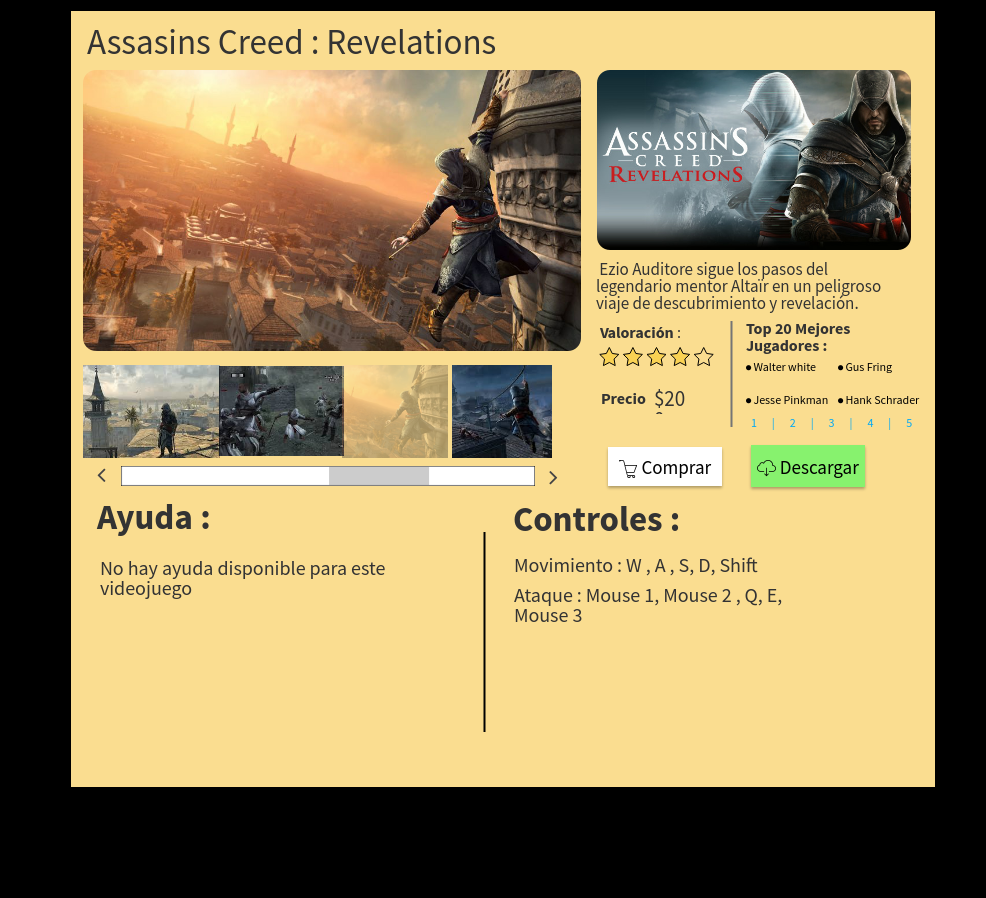 Assasins Creed : Revelations
ASSASSIN'S
CREED
REVELATIONS
Ezio Auditore sigue los pasos del
legendario mentor Altaïr en un peligroso
viaje de descubrimiento y revelación.
Valoración :
Precio $20
Top 20 Mejores
Jugadores :
• Walter white • Gus Fring
• Jesse Pinkman • Hank Schrader
1 | 2 | 3 | 4 | 5
Comprar
Descargar
Ayuda :
No hay ayuda disponible para este
videojuego
Controles :
Movimiento : W , A , S, D, Shift
Ataque : Mouse 1, Mouse 2 , Q, E,
Mouse 3